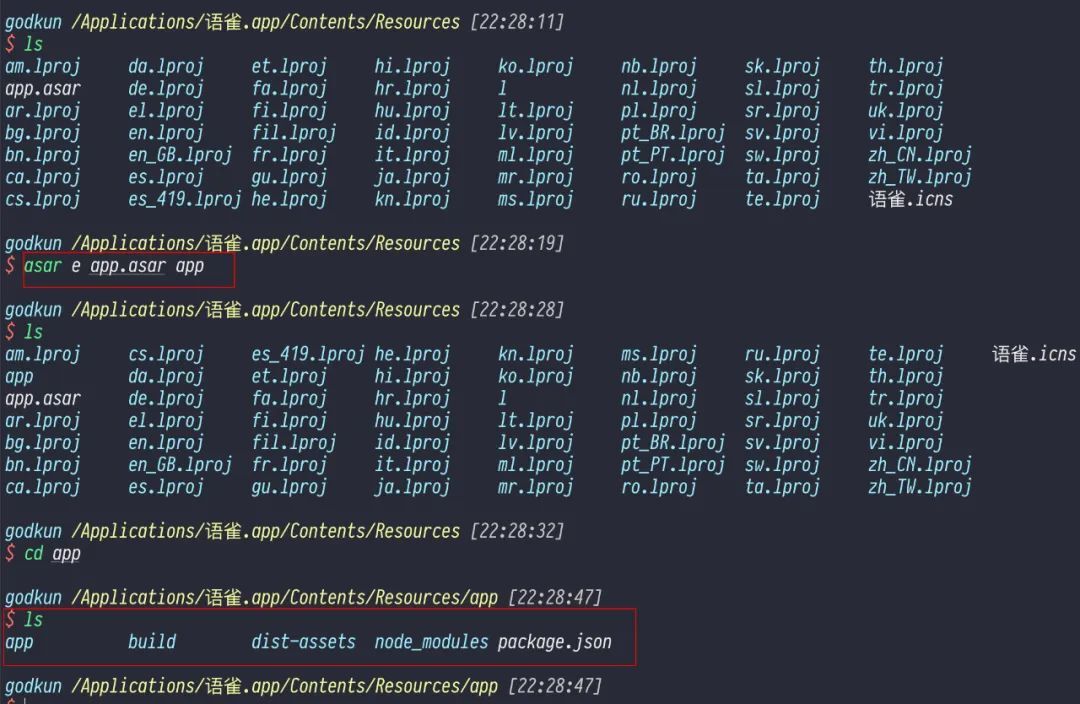 godkun /Applications/语雀.app/Contents/Resources [22:28:11]
$ ls
am.lproj da.lproj et.lproj hi.lproj ko.lproj nb.lproj sk.lproj th.lproj
app.asar de.lproj fa.lproj hr.lproj l nl.lproj sl.lproj tr.lproj
ar.lproj el.lproj fi.lproj hu.lproj lt.lproj pl.lproj sr.lproj uk.lproj
bg.lproj en.lproj fil.lproj id.lproj lv.lproj pt_BR.lproj sv.lproj vi.lproj
bn.lproj en_GB.lproj fr.lproj it.lproj ml.lproj pt_PT.lproj sw.lproj zh_CN.lproj
ca.lproj es.lproj gu.lproj ja.lproj mr.lproj ro.lproj ta.lproj zh_TW.lproj
cs.lproj es_419.lproj he.lproj kn.lproj ms.lproj ru.lproj te.lproj 语雀.icns
godkun /Applications/语雀.app/Contents/Resources [22:28:19]
$ asar e app.asar app
godkun /Applications/语雀.app/Contents/Resources [22:28:28]
$ ls
am.lproj cs.lproj es_419.lproj he.lproj kn.lproj ms.lproj ru.lproj te.lproj 语雀.icns
app da.lproj et.lproj hi.lproj ko.lproj nb.lproj sk.lproj th.lproj
app.asar de.lproj fa.lproj hr.lproj l nl.lproj sl.lproj tr.lproj
ar.lproj el.lproj fi.lproj hu.lproj lt.lproj pl.lproj sr.lproj uk.lproj
bg.lproj en.lproj fil.lproj id.lproj lv.lproj pt_BR.lproj sv.lproj vi.lproj
bn.lproj en_GB.lproj fr.lproj it.lproj ml.lproj pt_PT.lproj sw.lproj zh_CN.lproj
ca.lproj es.lproj gu.lproj ja.lproj mr.lproj ro.lproj ta.lproj zh_TW.lproj
godkun /Applications/语雀.app/Contents/Resources [22:28:32]
$ cd app
godkun /Applications/语雀.app/Contents/Resources/app [22:28:47]
$ ls
app build dist-assets node_modules package.json
godkun /Applications/语雀.app/Contents/Resources/app [22:28:47]
$